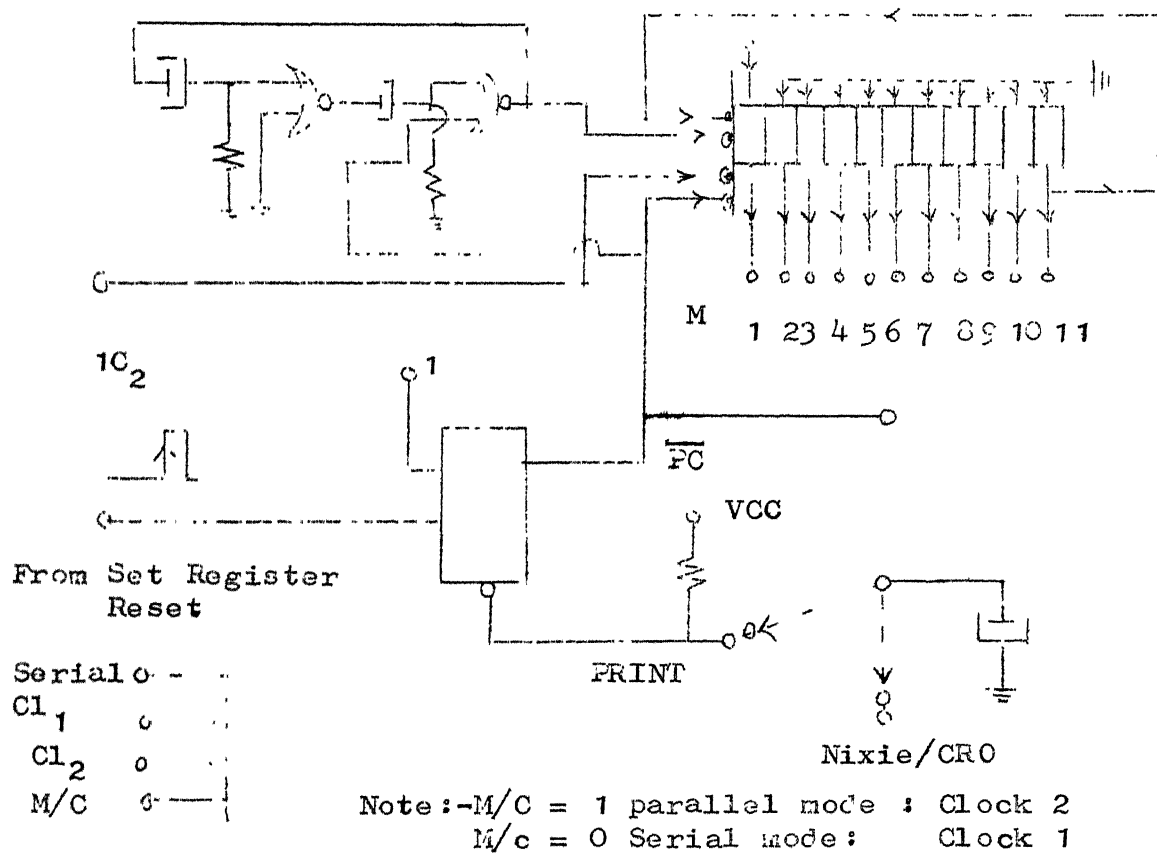 M
1 23 4 5 6 7 8 9 10 11
1C2
1
PC
VCC
From Set Register
Reset
PRINT
Serial
Cl1
Cl2
M/C
Nixie/CRO
Note:-M/C = 1 parallel mode : Clock 2
M/c = 0 Serial mode: Clock 1